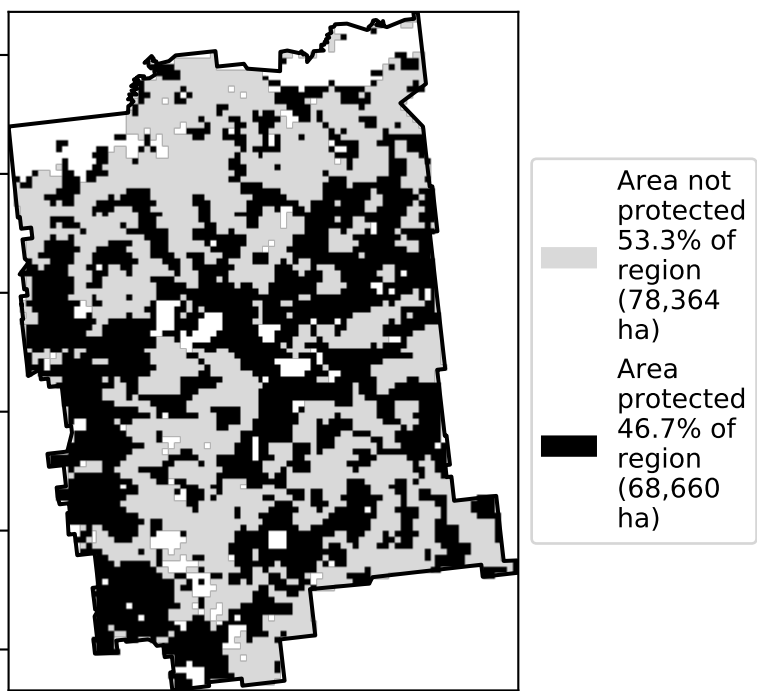 Area not
protected
53.3% of
region
(78,364
ha)
Area
protected
46.7% of
region
(68,660
ha)